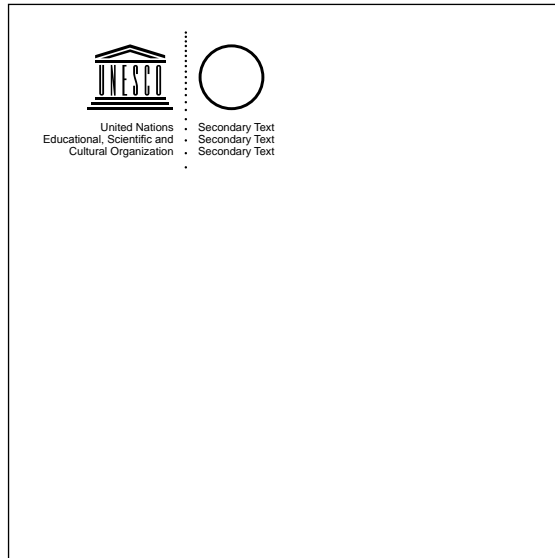 UNESCO
United Nations
Educational, Scientific and
Cultural Organization
Secondary Text
Secondary Text
Secondary Text